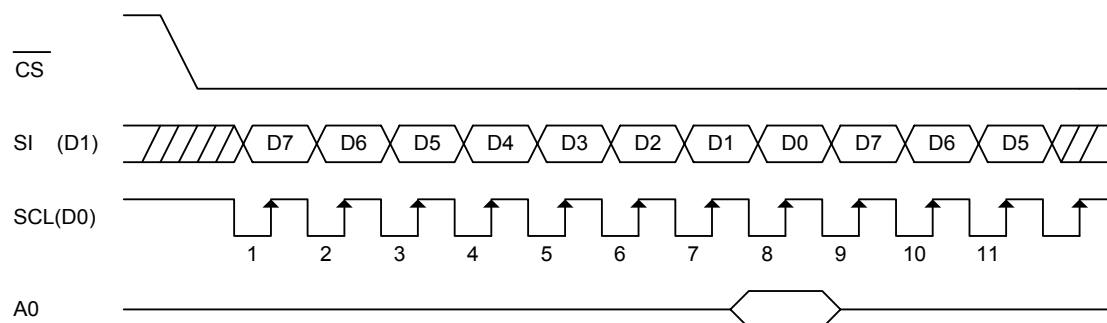 CS
SI (D1) D7 D6 D5 D4 D3 D2 D1 D0 D7 D6 D5
SCL(D0)
1 2 3 4 5 6 7 8 9 10 11
A0